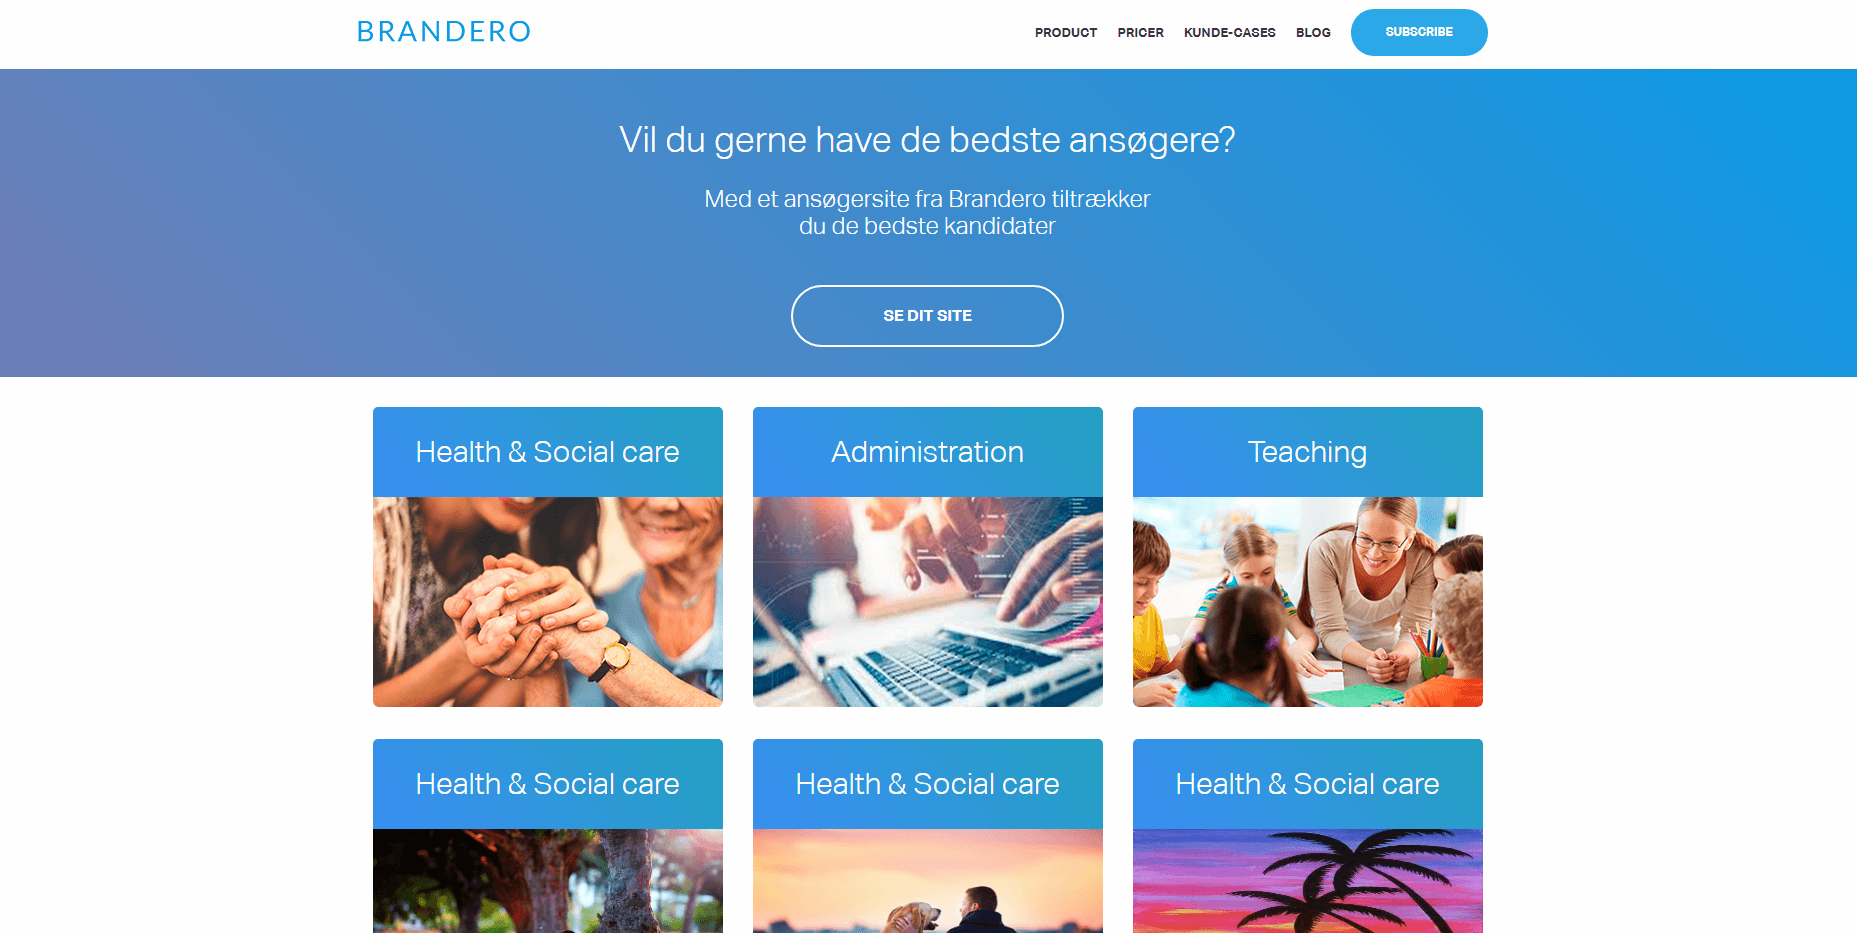 BRANDERO
PRODUCT PRICER KUNDE-CASES BLOG SUBSCRIBE
Vil du gerne have de bedste ansøgere?
Med et ansøgersite fra Brandero tiltrækker
du de bedste kandidater
SE DIT SITE
Health & Social care
Administration
Teaching
Health & Social care
Health & Social care
Health & Social care